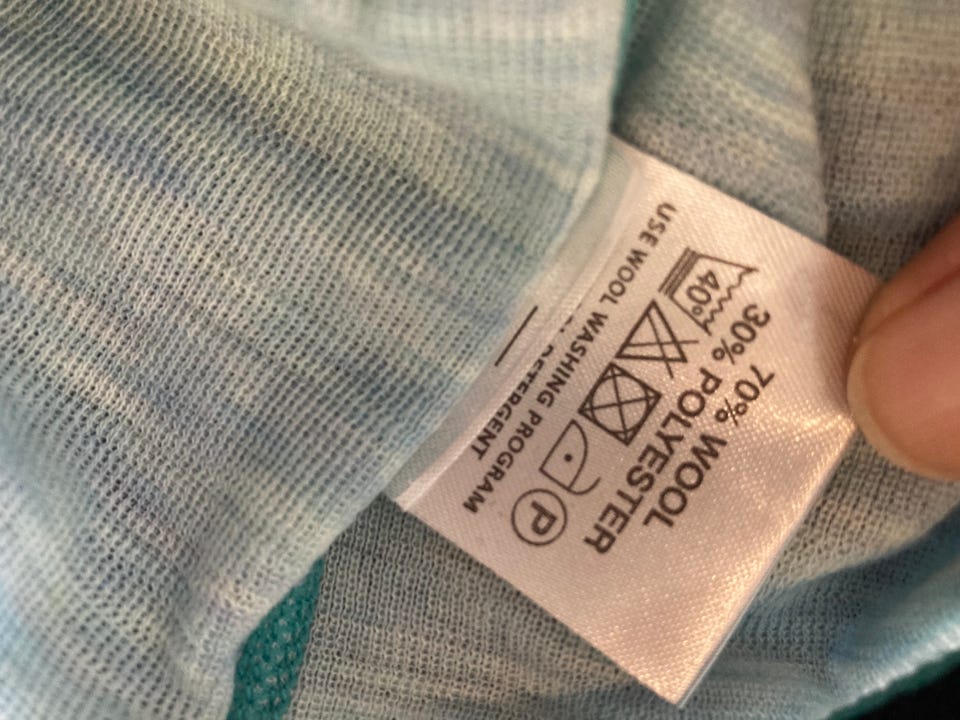 70% WOOL
30% POLYESTER
40°
P
USE WOOL WASHING PROGRAM
DETERGENT